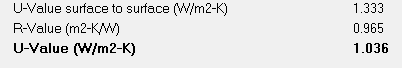 U-Value surface to surface (W/m2-K) 1.333
R-Value (m2-K/W) 0.965
U-Value (W/m2-K) 1.036